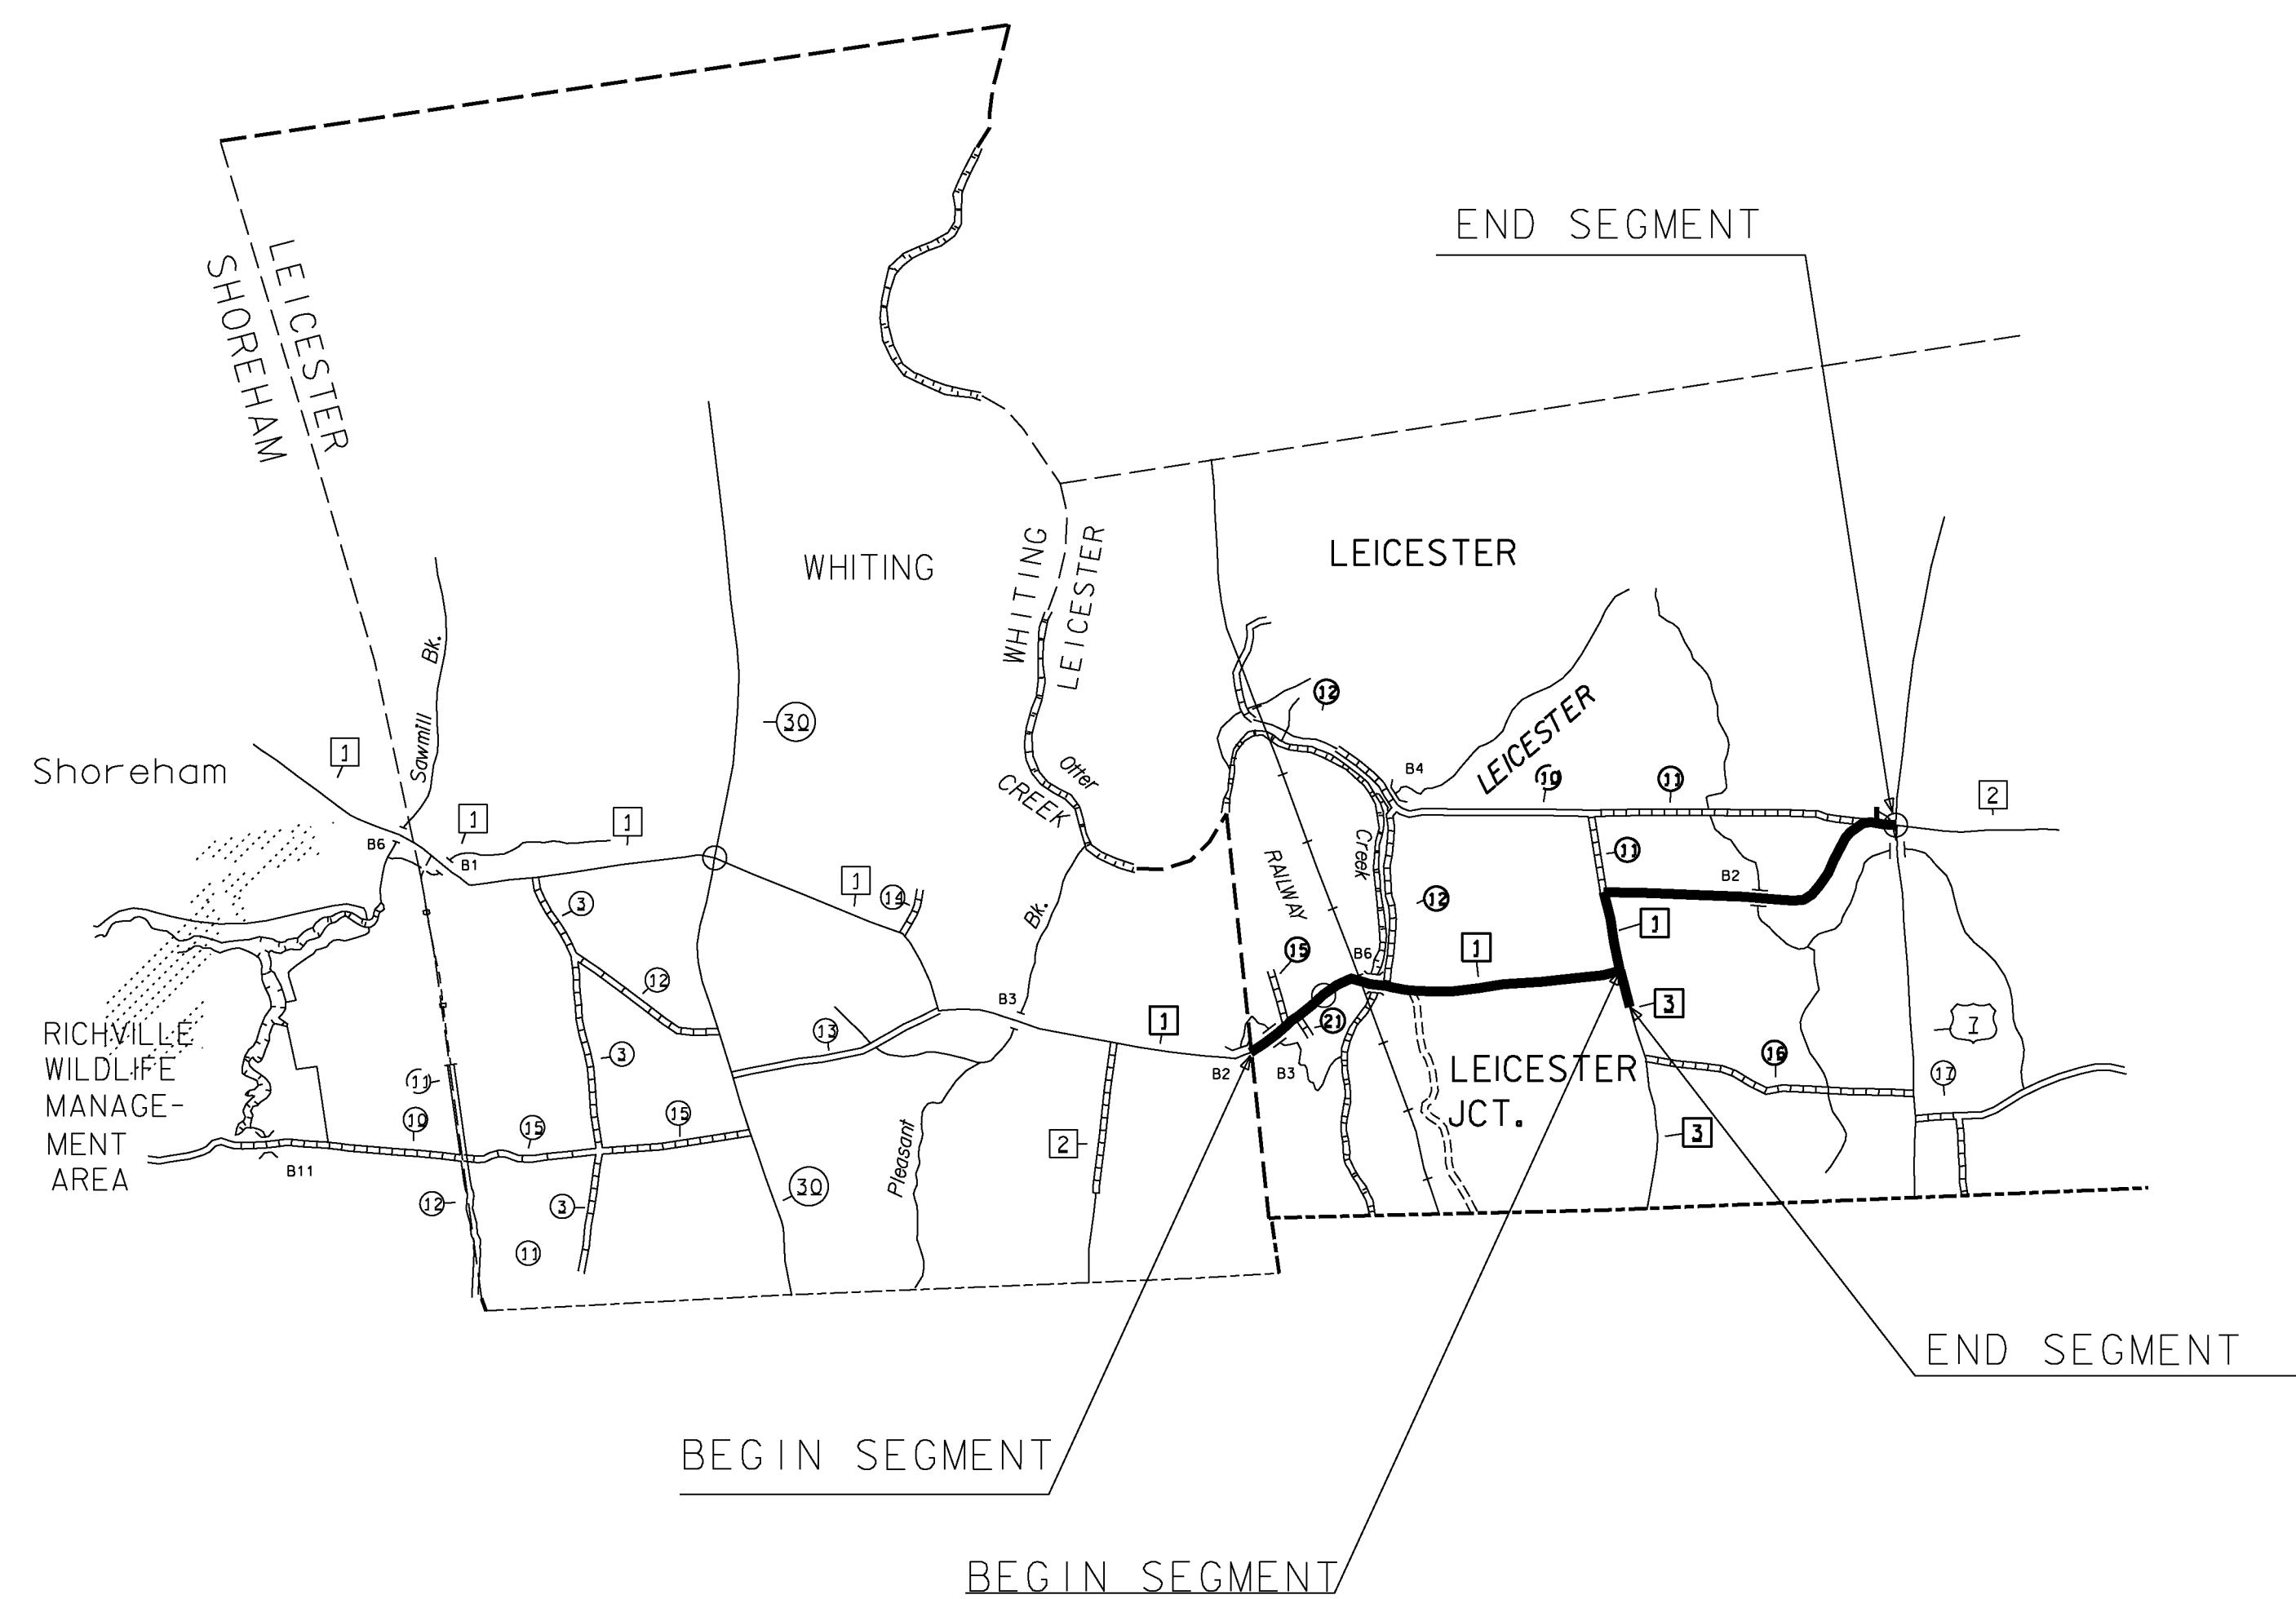 END SEGMENT
LEICESTER
SHOREHAM
WHITING
WHITING
LEICESTER
LEICESTER
Sawmill Bk.
30
12
Shoreham
1
1
1
B6
B1
Otter
CREEK
B4
LEICESTER
10
11
2
RAILWAY
Creek
11
B2
1
14
3
12
12
1
1
15
B6
Bk.
B3
13
1
21
3
7
RICHVILLE
WILDLIFE
MANAGE-
MENT
AREA
11
3
B2
B3
LEICESTER
JCT.
16
17
10
15
15
Pleasant
2
3
B11
12
3
30
11
END SEGMENT
BEGIN SEGMENT
BEGIN SEGMENT